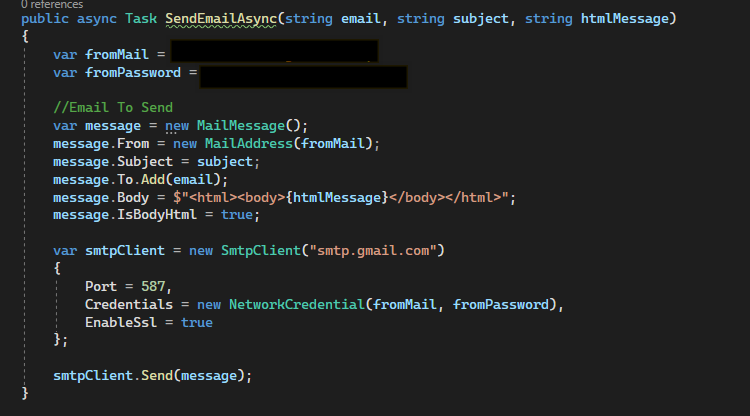 0 references
public async Task SendEmailAsync(string email, string subject, string htmlMessage)
{
var fromMail =
var fromPassword =
//Email To Send
var message = new MailMessage();
message.From = new MailAddress(fromMail);
message.Subject = subject;
message.To.Add(email);
message.Body = $"<html><body>{htmlMessage}</body></html>";
message.IsBodyHtml = true;
var smtpClient = new SmtpClient("smtp.gmail.com")
{
Port = 587,
Credentials = new NetworkCredential(fromMail, fromPassword),
EnableSsl = true
};
smtpClient.Send(message);
}